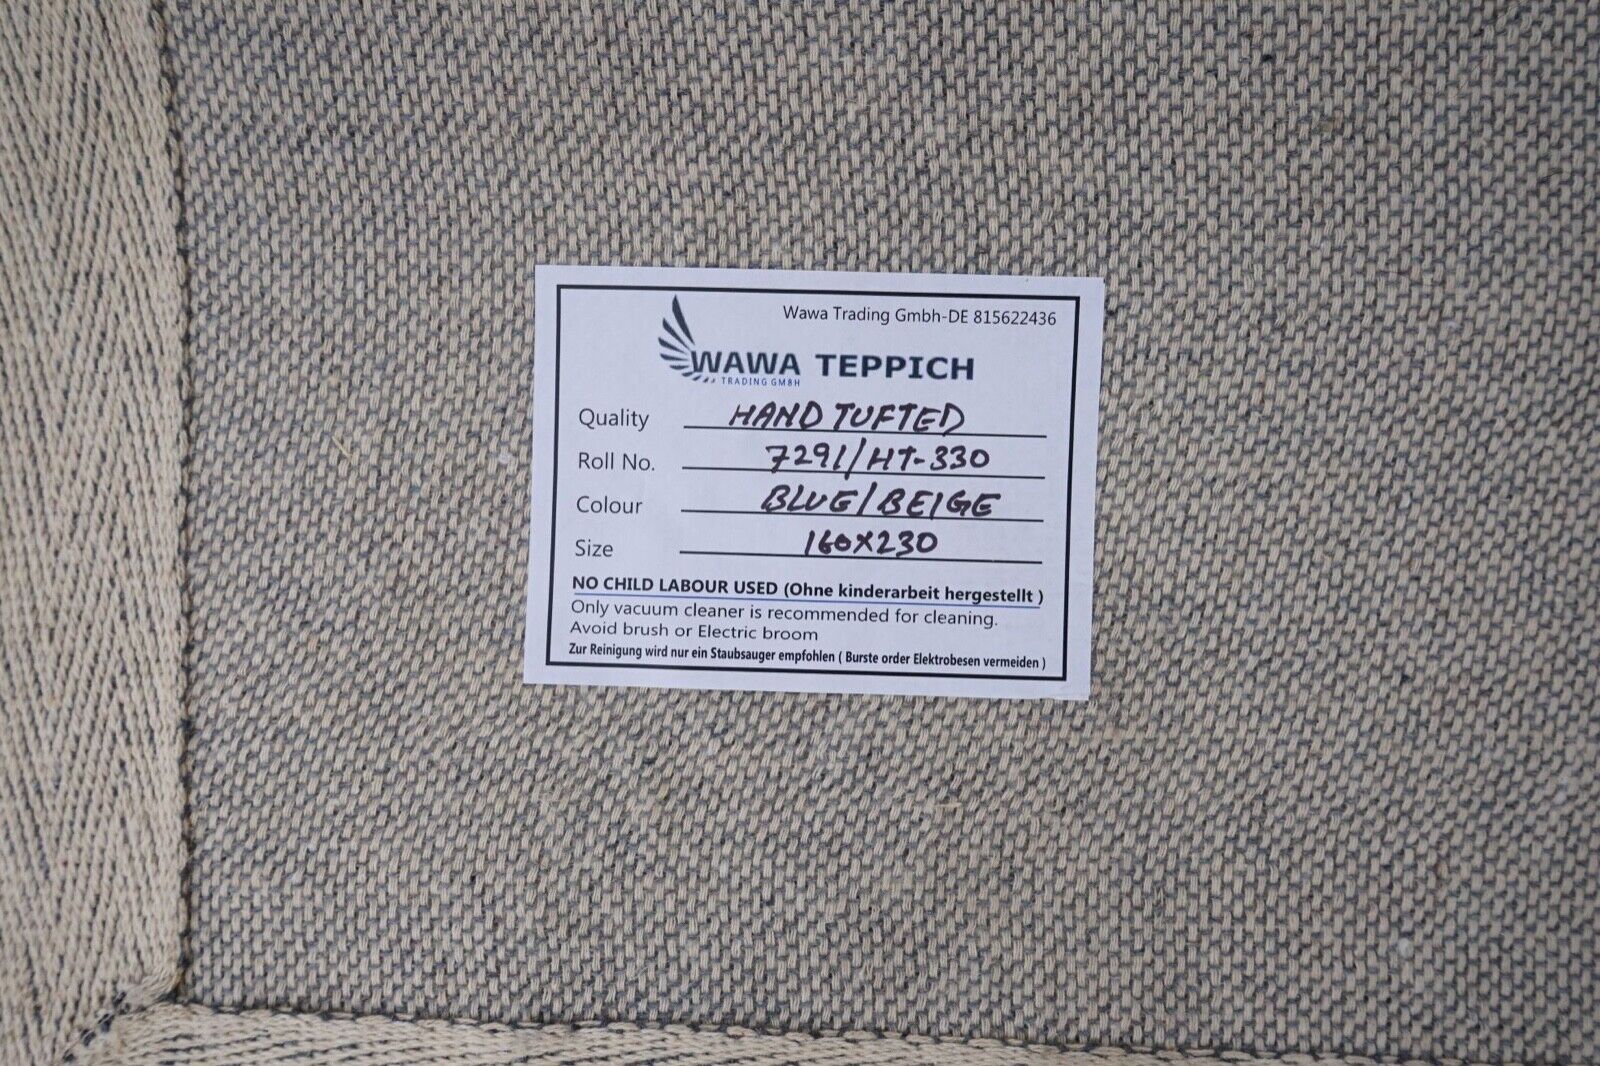 Wawa Trading Gmbh-DE 815622436
WAWA TEPPICH
TRADING GMBH
Quality HAND TUFTED
Roll No. 7291/HT-330
Colour BLUE/BEIGE
Size 160X230
NO CHILD LABOUR USED (Ohne kinderarbeit hergestellt )
Only vacuum cleaner is recommended for cleaning.
Avoid brush or Electric broom
Zur Reinigung wird nur ein Staubsauger empfohlen ( Burste order Elektrobesen vermeiden )